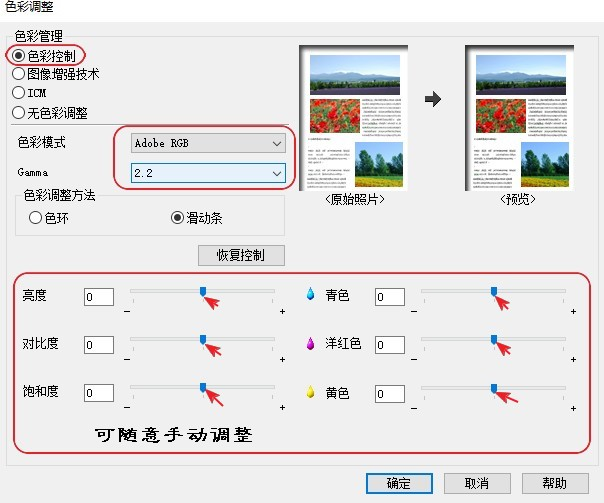 色彩调整
色彩管理
色彩控制
图像增强技术
ICM
无色彩调整
色彩模式
Adobe RGB
Gamma
2.2
<原始照片>
<预览>
色彩调整方法
色环
滑动条
恢复控制
亮度 0 - + 青色 0 - +
对比度 0 - + 洋红色 0 - +
饱和度 0 - + 黄色 0 - +
可随意手动调整
确定 取消 帮助